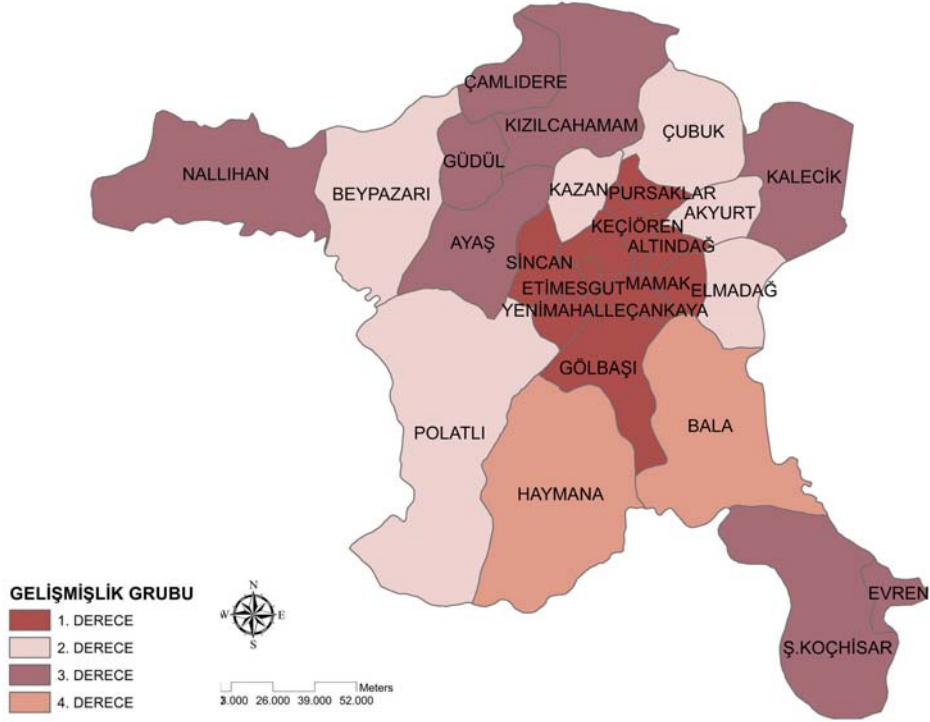 ÇAMLIDERE
KIZILCAHAMAM
ÇUBUK
NALLIHAN
GÜDÜL
KALECİK
BEYPAZARI
KAZAN
PURSAKLAR
AKYURT
KEÇİÖREN
AYAŞ
ALTINDAĞ
SİNCAN
ETİMESGUT
MAMAK
ELMADAĞ
YENİMAHALLE
ÇANKAYA
GÖLBAŞI
POLATLI
BALA
HAYMANA
EVREN
Ş.KOÇHİSAR
GELİŞMİŞLİK GRUBU
1. DERECE
2. DERECE
3. DERECE
4. DERECE
N
W
E
S
26.000 39.000 52.000
Meters